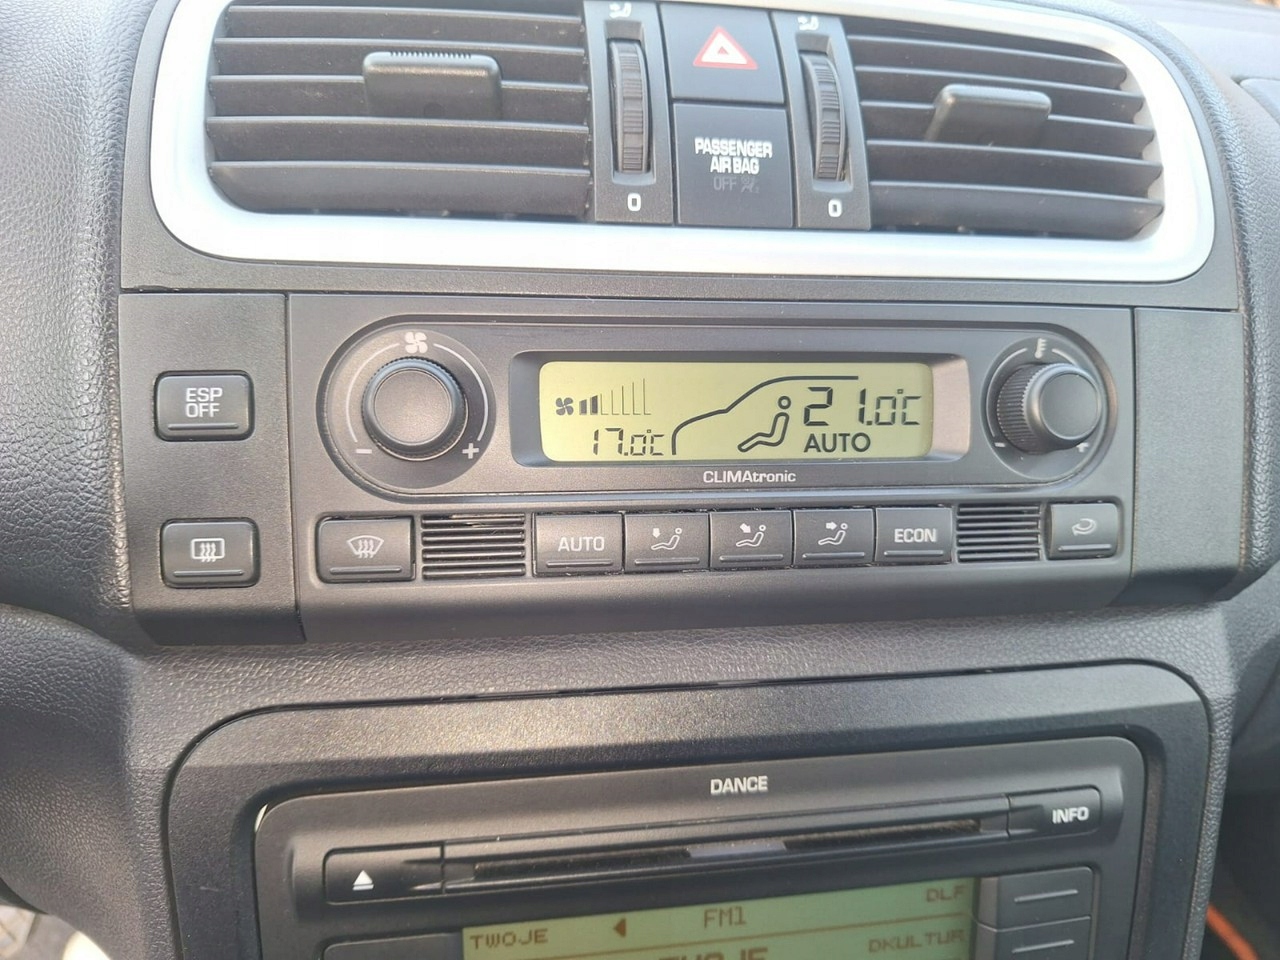 PASSENGER
AIR BAG
OFF
0
0
ESP
OFF
-
+
17.0°C
21.0°C
AUTO
-
+
CLIMAtronic
AUTO
ECON
DANCE
INFO
DLF
FM1
TWOJE
DKULTUR